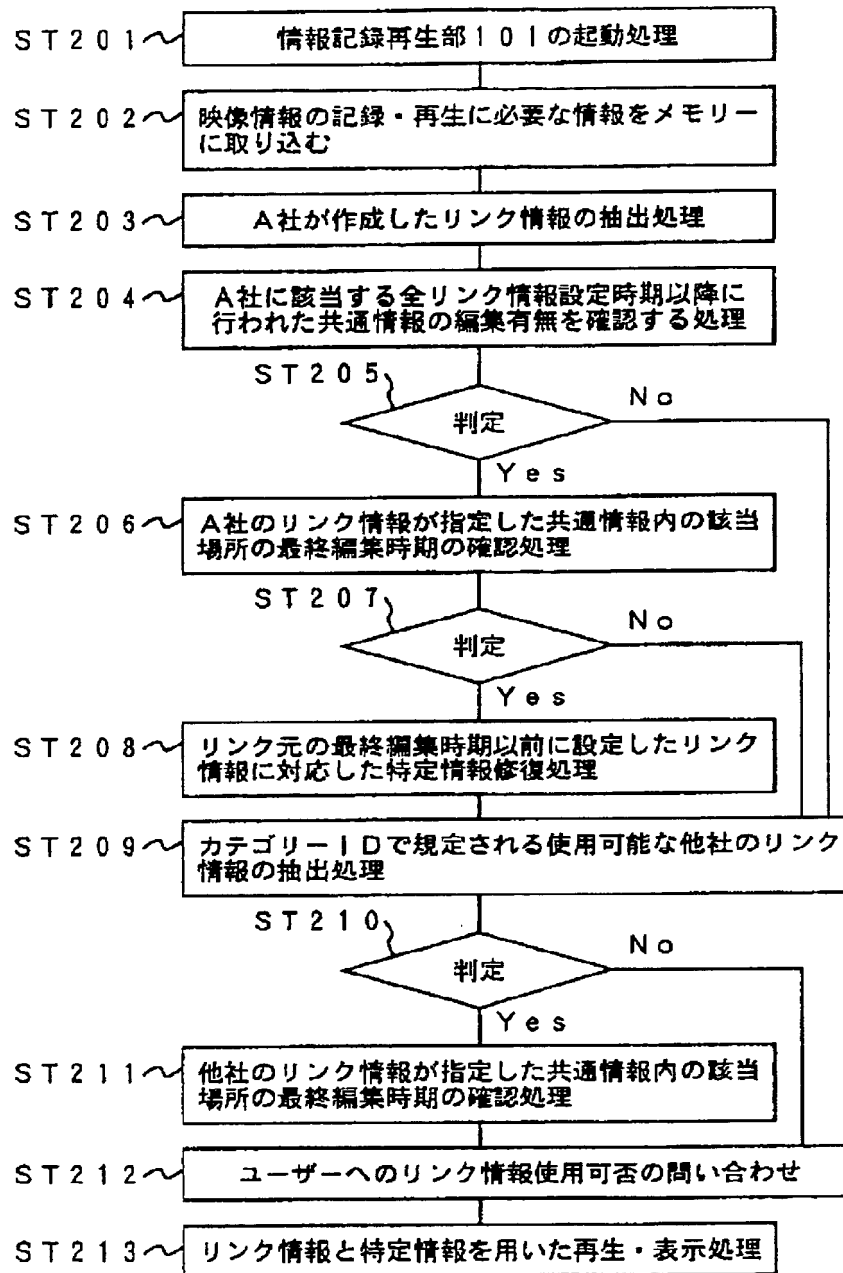 ST201 情報記録再生部101の起動処理
ST202 映像情報の記録・再生に必要な情報をメモリー
に取り込む
ST203 A社が作成したリンク情報の抽出処理
ST204 A社に該当する全リンク情報設定時期以降に
行われた共通情報の編集有無を確認する処理
ST205
判定
No
Yes
ST206 A社のリンク情報が指定した共通情報内の該当
場所の最終編集時期の確認処理
ST207
判定
No
Yes
ST208 リンク元の最終編集時期以前に設定したリンク
情報に対応した特定情報修復処理
ST209 カテゴリーIDで規定される使用可能な他社のリンク
情報の抽出処理
ST210
判定
No
Yes
ST211 他社のリンク情報が指定した共通情報内の該当
場所の最終編集時期の確認処理
ST212 ユーザーへのリンク情報使用可否の問い合わせ
ST213 リンク情報と特定情報を用いた再生・表示処理